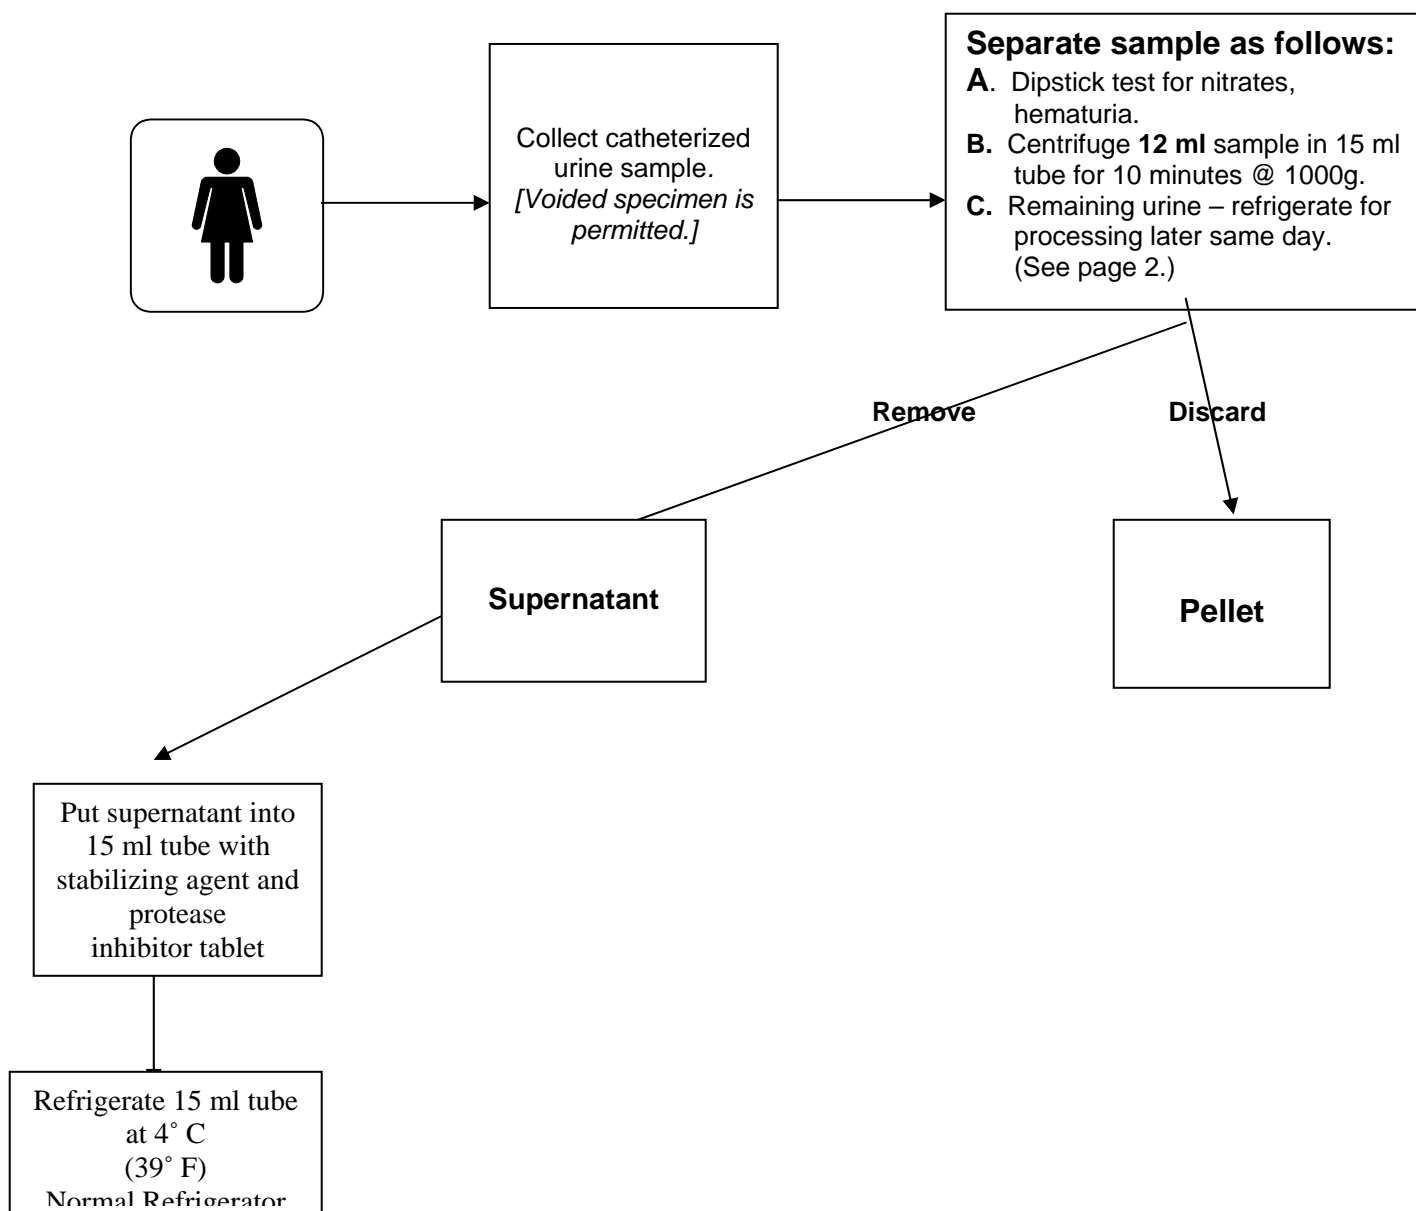 Collect catheterized
urine sample.
[Voided specimen is
permitted.]
Separate sample as follows:
A. Dipstick test for nitrates,
hematuria.
B. Centrifuge 12 ml sample in 15 ml
tube for 10 minutes @ 1000g.
C. Remaining urine – refrigerate for
processing later same day.
(See page 2.)
Remove
Discard
Supernatant
Pellet
Put supernatant into
15 ml tube with
stabilizing agent and
protease
inhibitor tablet
Refrigerate 15 ml tube
at 4˚ C
(39˚ F)
Normal Refrigerator